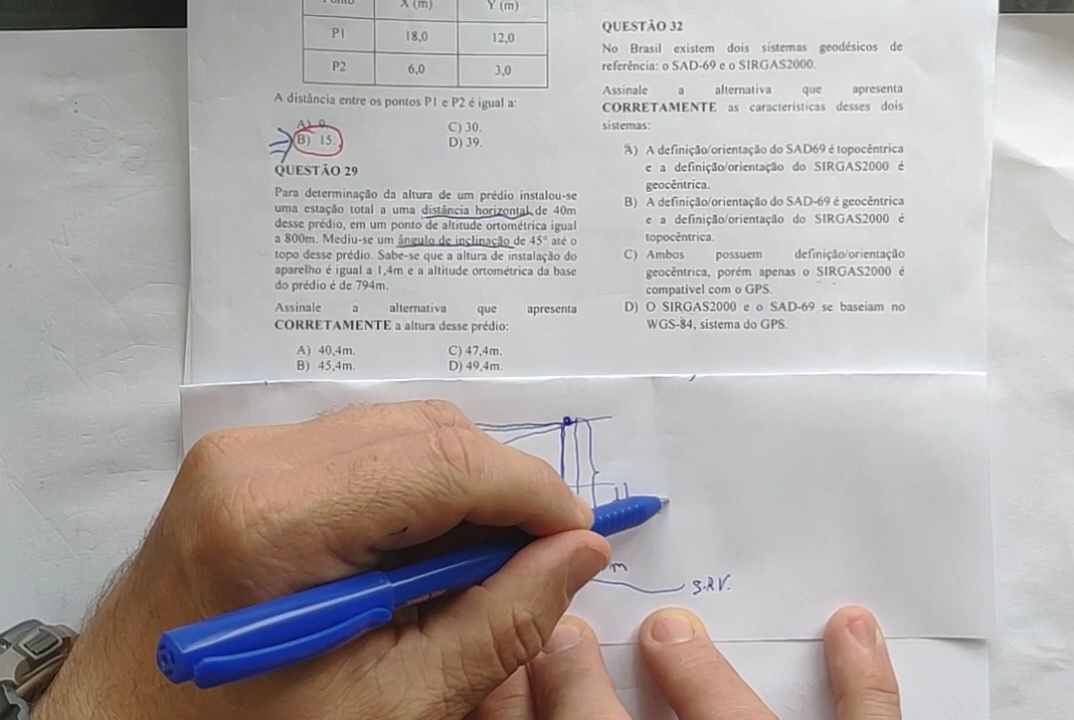 Ponto X (m) Y (m)
P1 18,0 12,0
P2 6,0 3,0
A distância entre os pontos P1 e P2 é igual a:
A) 9. C) 30.
B) 15. D) 39.
QUESTÃO 29
Para determinação da altura de um prédio instalou-se
uma estação total a uma distância horizontal de 40m
desse prédio, em um ponto de altitude ortométrica igual
a 800m. Mediu-se um ângulo de inclinação de 45° até o
topo desse prédio. Sabe-se que a altura de instalação do
aparelho é igual a 1,4m e a altitude ortométrica da base
do prédio é de 794m.
Assinale a alternativa que apresenta
CORRETAMENTE a altura desse prédio:
A) 40,4m. C) 47,4m.
B) 45,4m. D) 49,4m.
QUESTÃO 32
No Brasil existem dois sistemas geodésicos de
referência: o SAD-69 e o SIRGAS2000.
Assinale a alternativa que apresenta
CORRETAMENTE as características desses dois
sistemas:
A) A definição/orientação do SAD69 é topocêntrica
e a definição/orientação do SIRGAS2000 é
geocêntrica.
B) A definição/orientação do SAD-69 é geocêntrica
e a definição/orientação do SIRGAS2000 é
topocêntrica.
C) Ambos possuem definição/orientação
geocêntrica, porém apenas o SIRGAS2000 é
compatível com o GPS.
D) O SIRGAS2000 e o SAD-69 se baseiam no
WGS-84, sistema do GPS.
m
S.R.V.